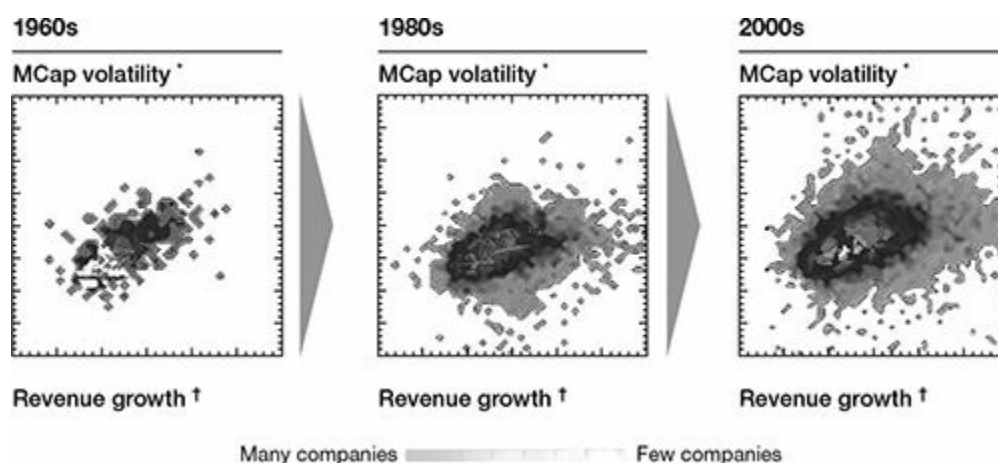 1960s
MCap volatility *
Revenue growth †
1980s
MCap volatility *
Revenue growth †
2000s
MCap volatility *
Revenue growth †
Many companies Few companies